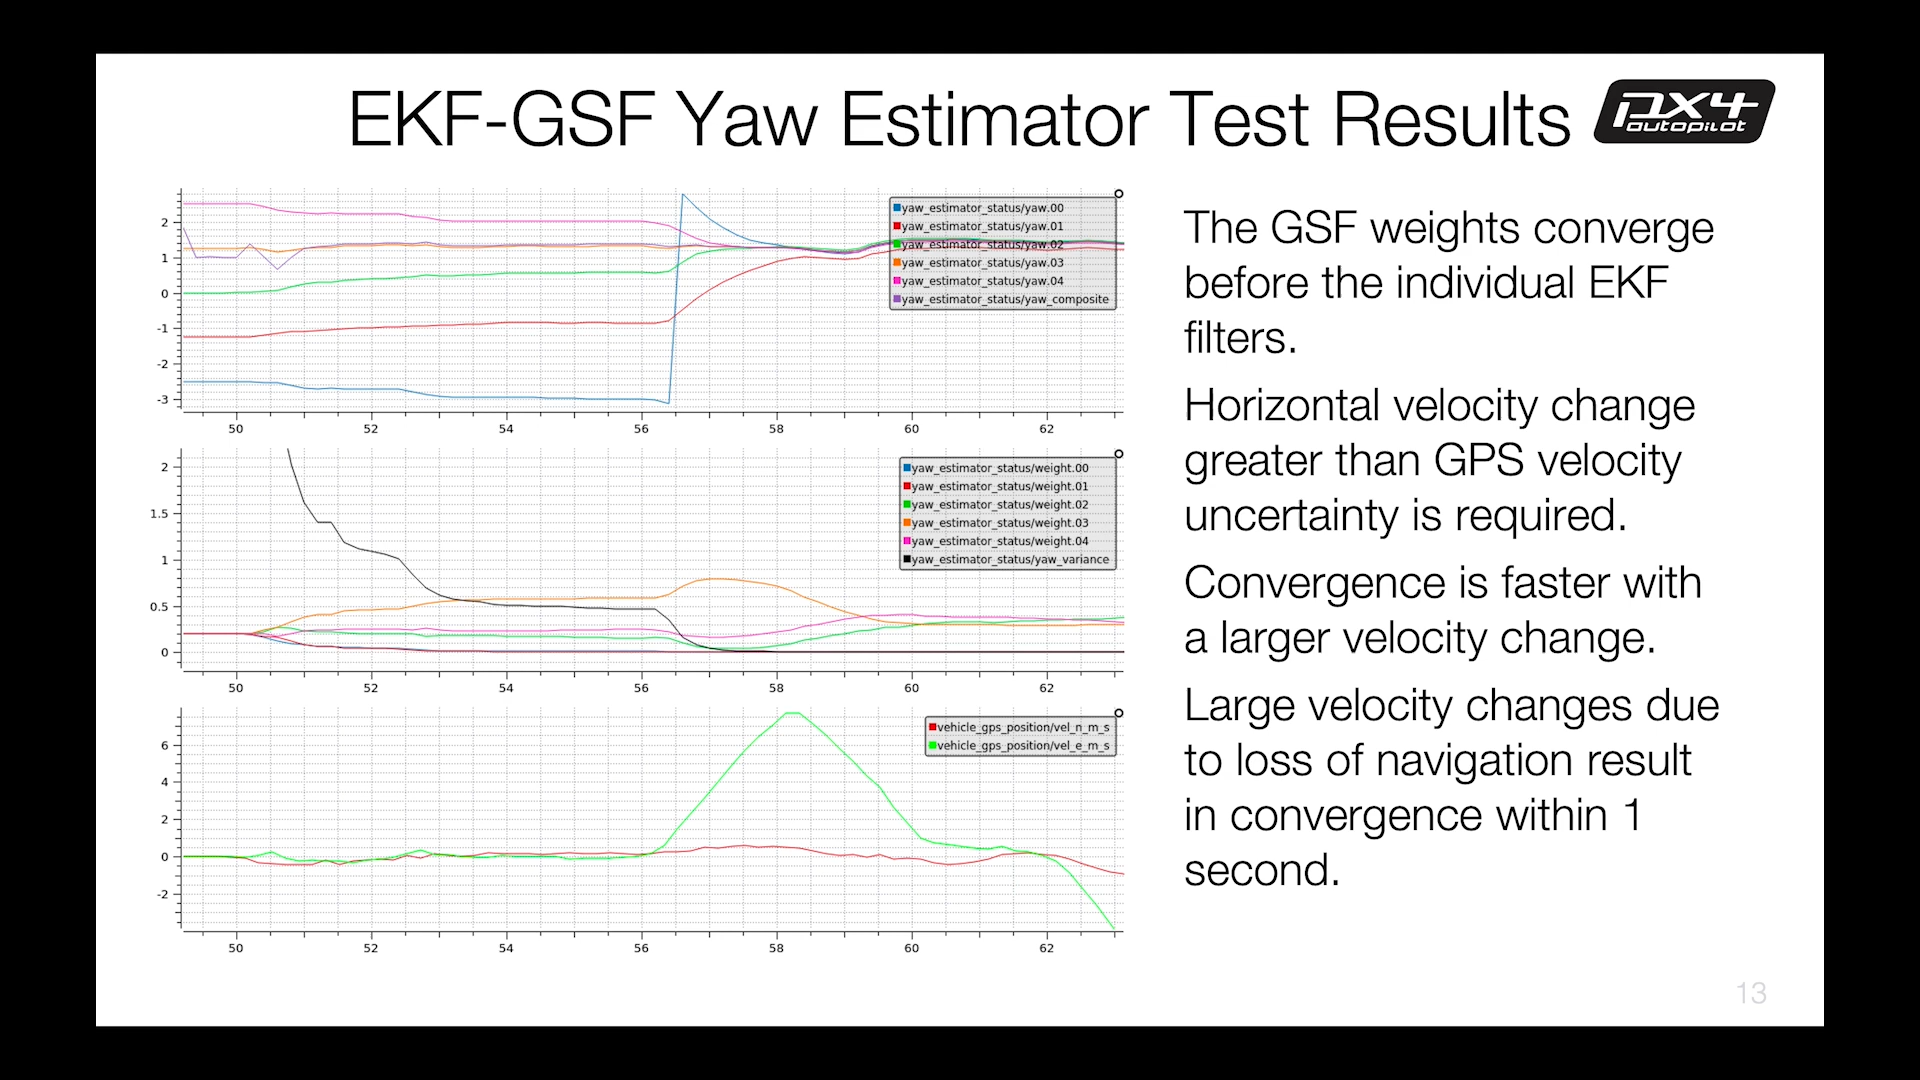 EKF-GSF Yaw Estimator Test Results
px4
autopilot
yaw_estimator_status/yaw.00
yaw_estimator_status/yaw.01
yaw_estimator_status/yaw.02
yaw_estimator_status/yaw.03
yaw_estimator_status/yaw.04
yaw_estimator_status/yaw_composite
2
1
0
-1
-2
-3
50 52 54 56 58 60 62
yaw_estimator_status/weight.00
yaw_estimator_status/weight.01
yaw_estimator_status/weight.02
yaw_estimator_status/weight.03
yaw_estimator_status/weight.04
yaw_estimator_status/yaw_variance
2
1.5
1
0.5
0
50 52 54 56 58 60 62
vehicle_gps_position/vel_n_m_s
vehicle_gps_position/vel_e_m_s
6
4
2
0
-2
50 52 54 56 58 60 62
The GSF weights converge
before the individual EKF
filters.
Horizontal velocity change
greater than GPS velocity
uncertainty is required.
Convergence is faster with
a larger velocity change.
Large velocity changes due
to loss of navigation result
in convergence within 1
second.
13